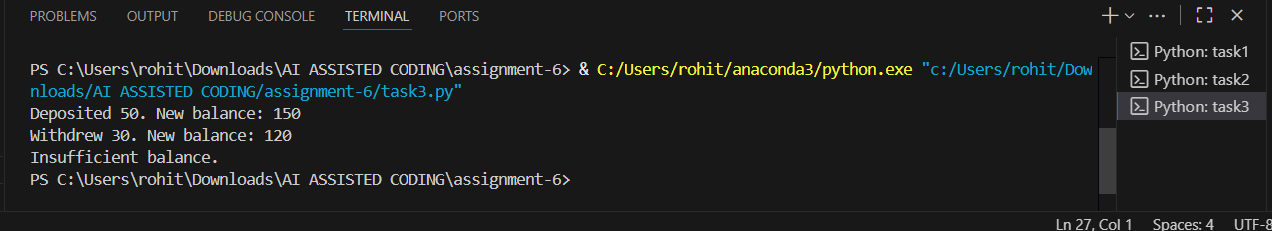 PROBLEMS OUTPUT DEBUG CONSOLE TERMINAL PORTS
PS C:\Users\rohit\Downloads\AI ASSISTED CODING\assignment-6> & C:/Users/rohit/anaconda3/python.exe "c:/Users/rohit/Dow
nloads/AI ASSISTED CODING/assignment-6/task3.py"
Deposited 50. New balance: 150
Withdrew 30. New balance: 120
Insufficient balance.
PS C:\Users\rohit\Downloads\AI ASSISTED CODING\assignment-6>
Python: task1
Python: task2
Python: task3
Ln 27, Col 1 Spaces: 4 UTF-8